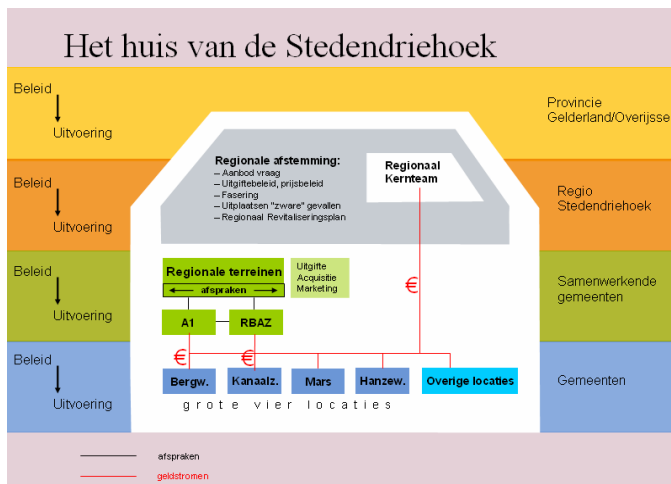 Het huis van de Stedendriehoek
Beleid
Uitvoering
Provincie
Gelderland/Overijsse
Regionale afstemming:
– Aanbod vraag
– Uitgiftebeleid, prijsbeleid
– Fasering
– Uitplaatsen "zware" gevallen
– Regionaal Revitaliseringsplan
Regionaal
Kernteam
Beleid
Uitvoering
Regio
Stedendriehoek
Beleid
Uitvoering
Regionale terreinen
afspraken
Uitgifte
Acquisitie
Marketing
€
Samenwerkende
gemeenten
A1
RBAZ
€
€
Beleid
Uitvoering
Bergw.
Kanaalz.
Mars
Hanzew.
Overige locaties
Gemeenten
grote vier locaties
afspraken
geldstromen